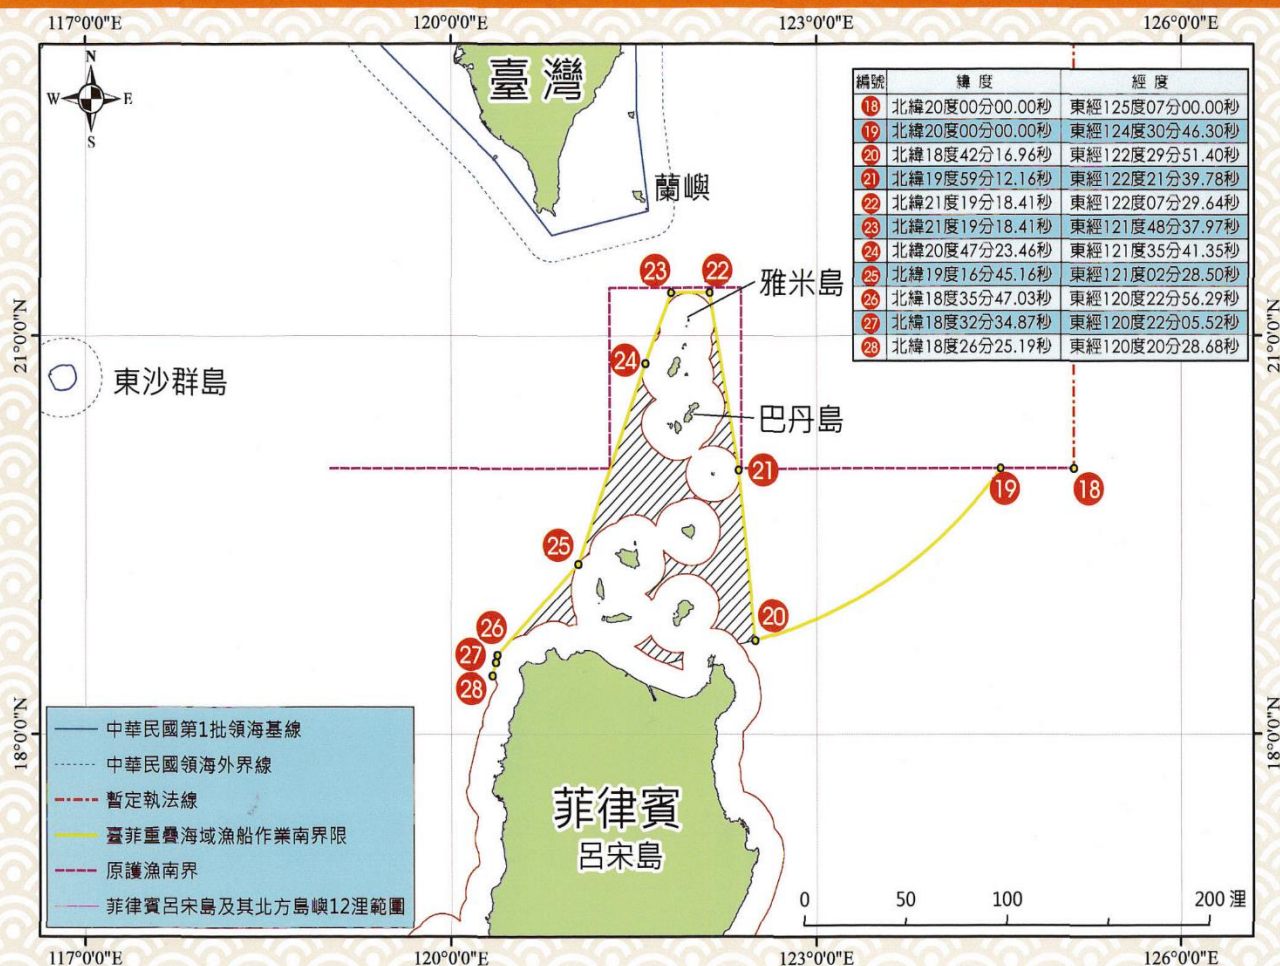 117°0'0"E
120°0'0"E
123°0'0"E
126°0'0"E
N
W
E
S
臺灣
蘭嶼
編號 緯度 經度
18 北緯20度00分00.00秒 東經125度07分00.00秒
19 北緯20度00分00.00秒 東經124度30分46.30秒
20 北緯18度42分16.96秒 東經122度29分51.40秒
21 北緯19度59分12.16秒 東經122度21分39.78秒
22 北緯21度19分18.41秒 東經122度07分29.64秒
23 北緯21度19分18.41秒 東經121度48分37.97秒
24 北緯20度47分23.46秒 東經121度35分41.35秒
25 北緯19度16分45.16秒 東經121度02分28.50秒
26 北緯18度35分47.03秒 東經120度22分56.29秒
27 北緯18度32分34.87秒 東經120度22分05.52秒
28 北緯18度26分25.19秒 東經120度20分28.68秒
23
22
雅米島
21°0'0"N
21°0'0"N
24
東沙群島
巴丹島
21
19
18
25
20
26
27
28
18°0'0"N
18°0'0"N
中華民國第1批領海基線
中華民國領海外界線
暫定執法線
臺菲重疊海域漁船作業南界限
原護漁南界
菲律賓呂宋島及其北方島嶼12浬範圍
菲律賓
呂宋島
0 50 100 200 浬
117°0'0"E
120°0'0"E
123°0'0"E
126°0'0"E